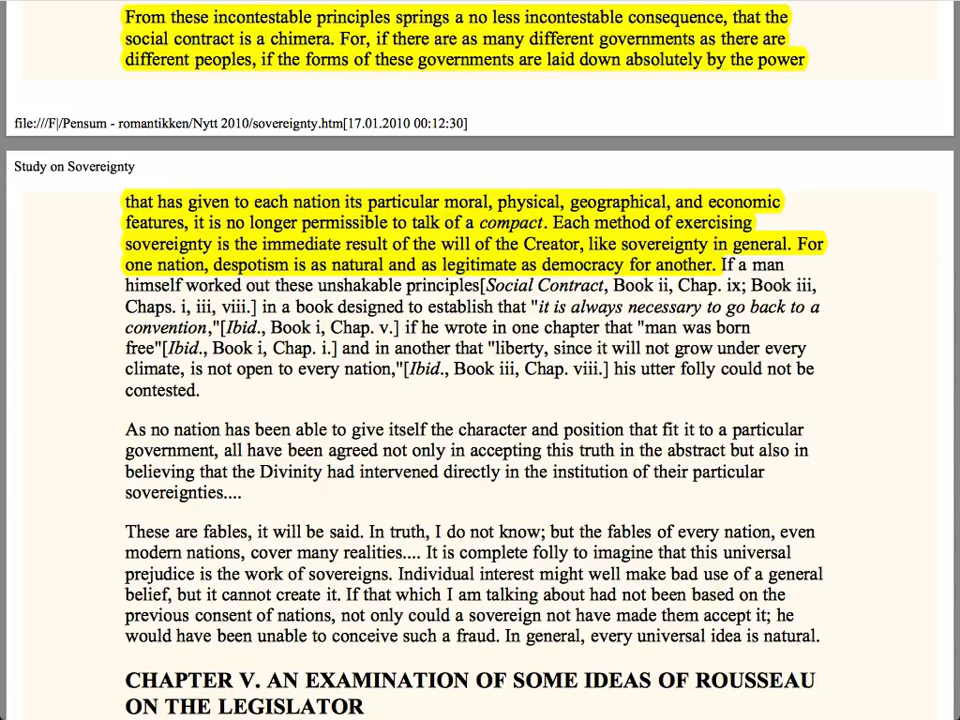 From these incontestable principles springs a no less incontestable consequence, that the
social contract is a chimera. For, if there are as many different governments as there are
different peoples, if the forms of these governments are laid down absolutely by the power
file:///F|/Pensum - romantikken/Nytt 2010/sovereignty.htm[17.01.2010 00:12:30]
Study on Sovereignty
that has given to each nation its particular moral, physical, geographical, and economic
features, it is no longer permissible to talk of a compact. Each method of exercising
sovereignty is the immediate result of the will of the Creator, like sovereignty in general. For
one nation, despotism is as natural and as legitimate as democracy for another. If a man
himself worked out these unshakable principles[Social Contract, Book ii, Chap. ix; Book iii,
Chaps. i, iii, viii.] in a book designed to establish that "it is always necessary to go back to a
convention,"[Ibid., Book i, Chap. v.] if he wrote in one chapter that "man was born
free"[Ibid., Book i, Chap. i.] and in another that "liberty, since it will not grow under every
climate, is not open to every nation,"[Ibid., Book iii, Chap. viii.] his utter folly could not be
contested.
As no nation has been able to give itself the character and position that fit it to a particular
government, all have been agreed not only in accepting this truth in the abstract but also in
believing that the Divinity had intervened directly in the institution of their particular
sovereignties....
These are fables, it will be said. In truth, I do not know; but the fables of every nation, even
modern nations, cover many realities.... It is complete folly to imagine that this universal
prejudice is the work of sovereigns. Individual interest might well make bad use of a general
belief, but it cannot create it. If that which I am talking about had not been based on the
previous consent of nations, not only could a sovereign not have made them accept it; he
would have been unable to conceive such a fraud. In general, every universal idea is natural.
CHAPTER V. AN EXAMINATION OF SOME IDEAS OF ROUSSEAU
ON THE LEGISLATOR